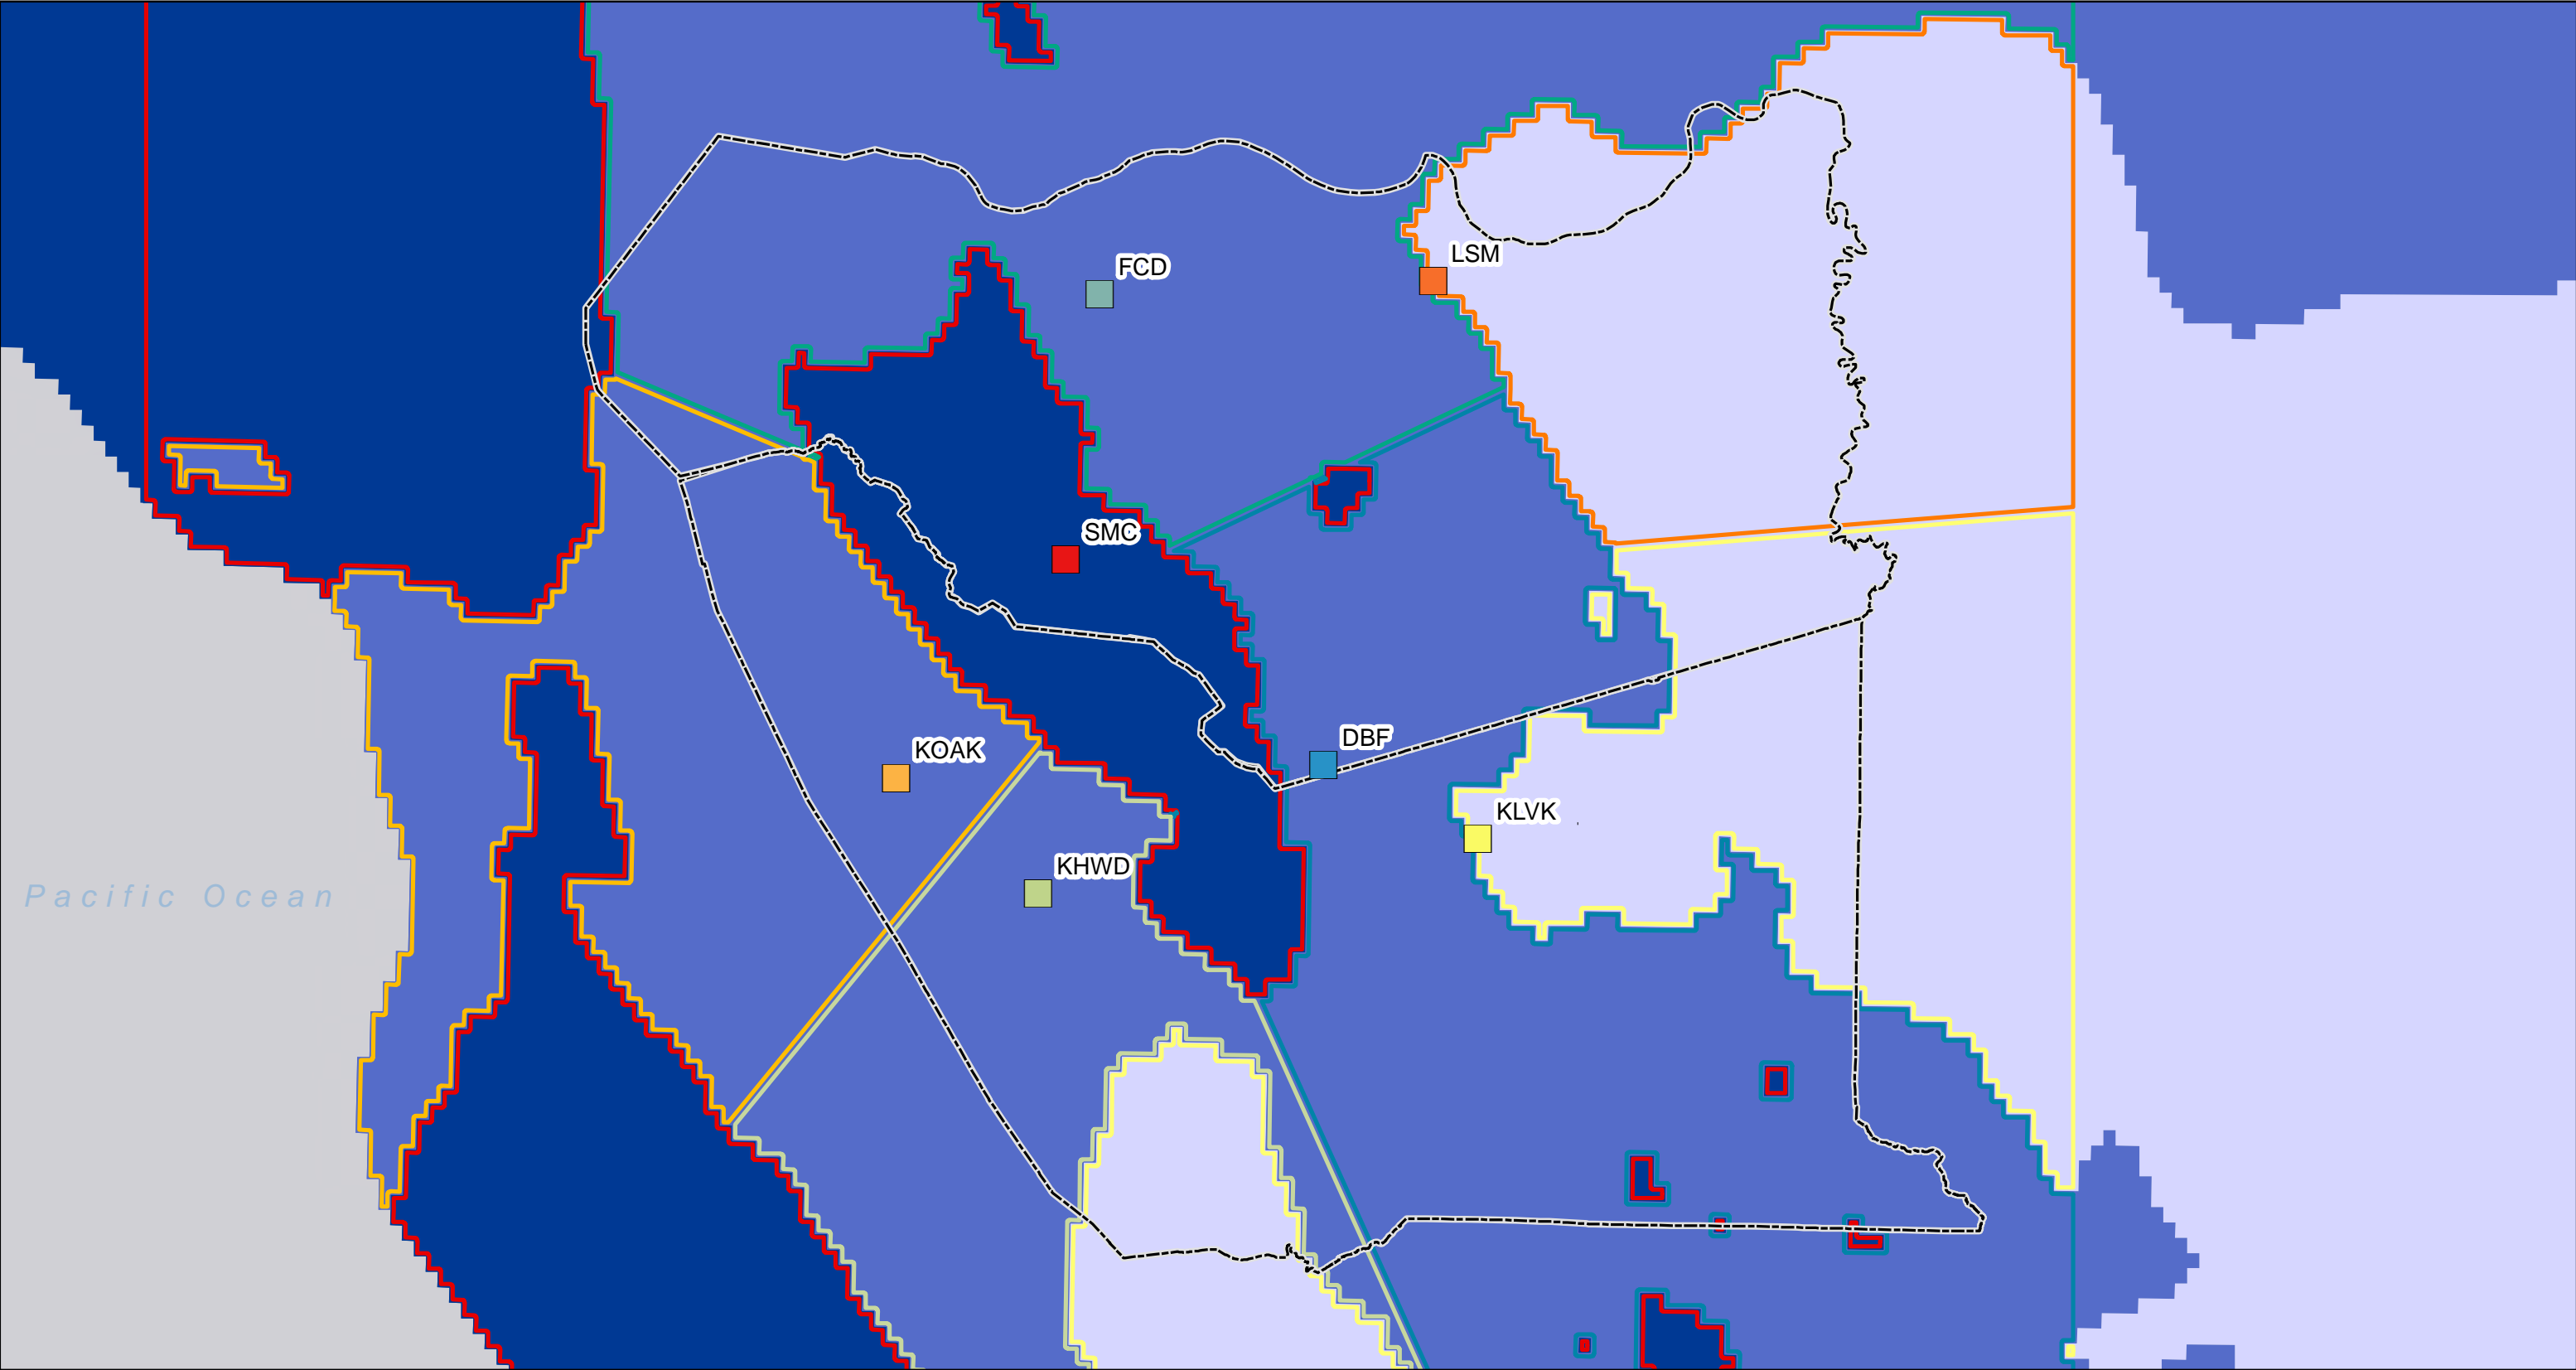 LSM
FCD
SMC
DBF
KOAK
KLVK
KHWD
Pacific Ocean